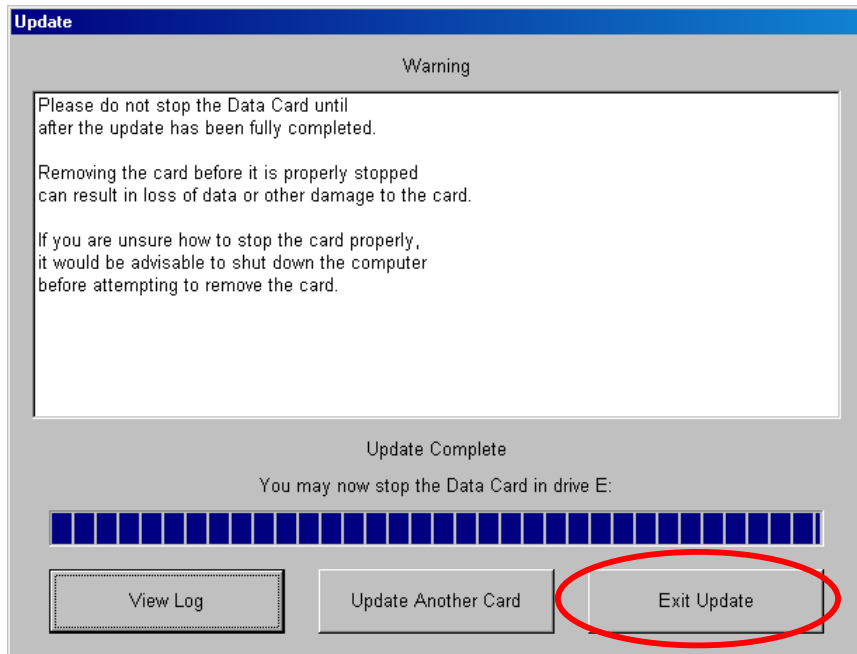 Update
Warning
Please do not stop the Data Card until
after the update has been fully completed.
Removing the card before it is properly stopped
can result in loss of data or other damage to the card.
If you are unsure how to stop the card properly,
it would be advisable to shut down the computer
before attempting to remove the card.
Update Complete
You may now stop the Data Card in drive E:
View Log
Update Another Card
Exit Update